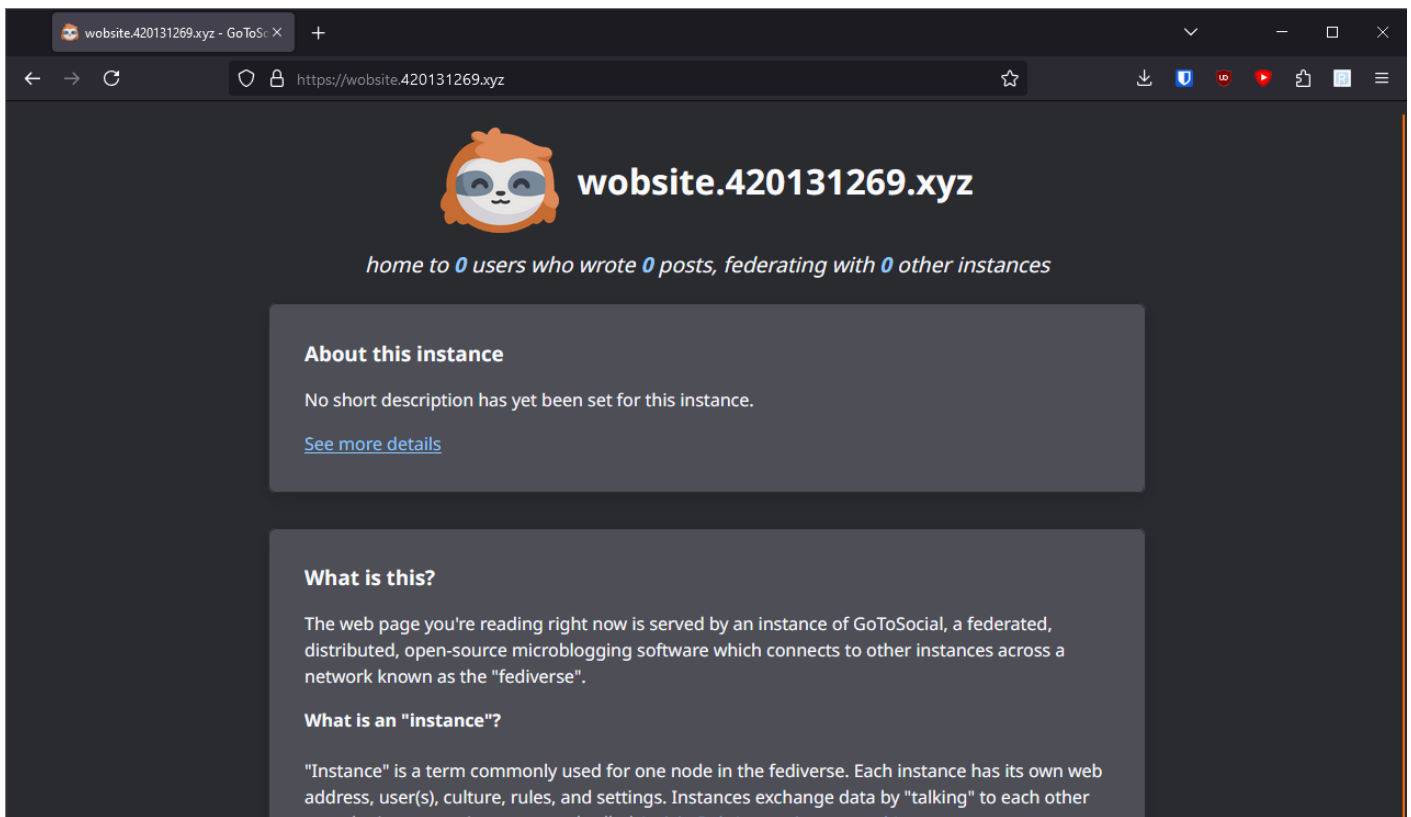 wobsite.420131269.xyz - GoToSo
https://wobsite.420131269.xyz
wobsite.420131269.xyz
home to 0 users who wrote 0 posts, federating with 0 other instances
About this instance
No short description has yet been set for this instance.
See more details
What is this?
The web page you're reading right now is served by an instance of GoToSocial, a federated,
distributed, open-source microblogging software which connects to other instances across a
network known as the "fediverse".
What is an "instance"?
"Instance" is a term commonly used for one node in the fediverse. Each instance has its own web
address, user(s), culture, rules, and settings. Instances exchange data by "talking" to each other